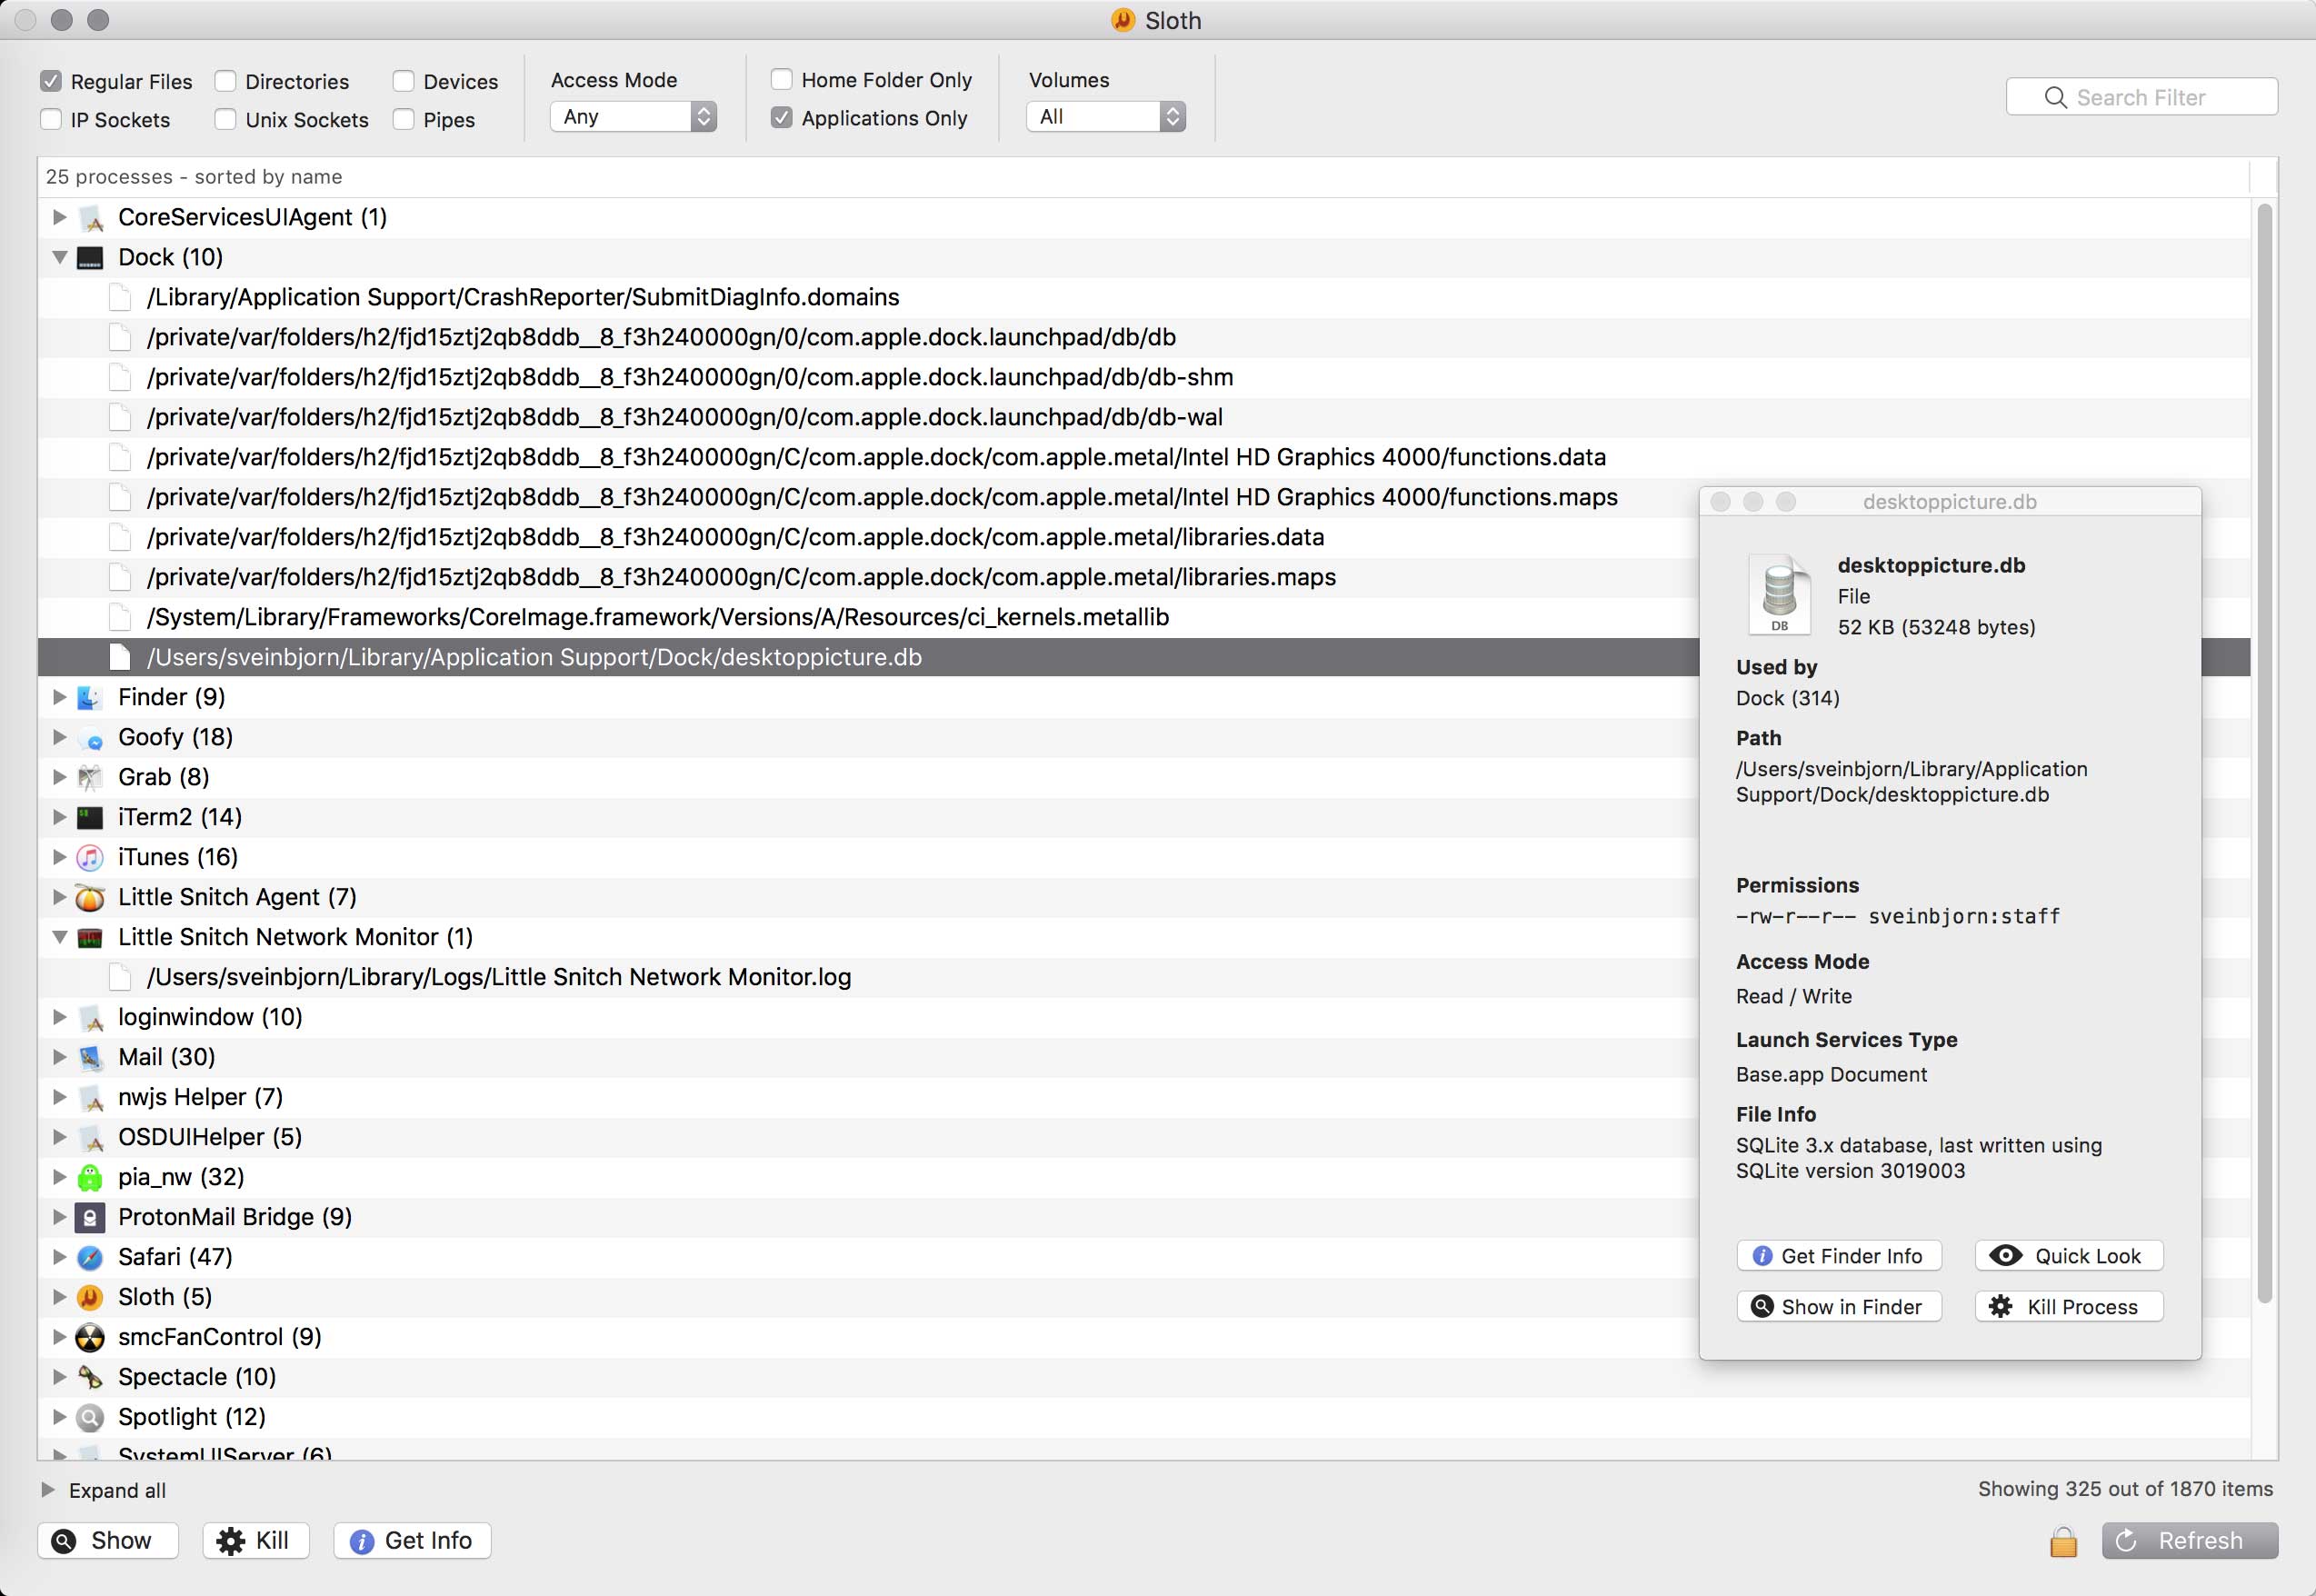 Sloth
Regular Files Directories Devices
IP Sockets Unix Sockets Pipes
Access Mode
Any
Home Folder Only
Applications Only
Volumes
All
Search Filter
25 processes - sorted by name
CoreServicesUIAgent (1)
Dock (10)
/Library/Application Support/CrashReporter/SubmitDiagInfo.domains
/private/var/folders/h2/fjd15ztj2qb8ddb__8_f3h240000gn/0/com.apple.dock.launchpad/db/db
/private/var/folders/h2/fjd15ztj2qb8ddb__8_f3h240000gn/0/com.apple.dock.launchpad/db/db-shm
/private/var/folders/h2/fjd15ztj2qb8ddb__8_f3h240000gn/0/com.apple.dock.launchpad/db/db-wal
/private/var/folders/h2/fjd15ztj2qb8ddb__8_f3h240000gn/C/com.apple.dock/com.apple.metal/Intel HD Graphics 4000/functions.data
/private/var/folders/h2/fjd15ztj2qb8ddb__8_f3h240000gn/C/com.apple.dock/com.apple.metal/Intel HD Graphics 4000/functions.maps
/private/var/folders/h2/fjd15ztj2qb8ddb__8_f3h240000gn/C/com.apple.dock/com.apple.metal/libraries.data
/private/var/folders/h2/fjd15ztj2qb8ddb__8_f3h240000gn/C/com.apple.dock/com.apple.metal/libraries.maps
/System/Library/Frameworks/CoreImage.framework/Versions/A/Resources/ci_kernels.metallib
/Users/sveinbjorn/Library/Application Support/Dock/desktoppicture.db
Finder (9)
Goofy (18)
Grab (8)
iTerm2 (14)
iTunes (16)
Little Snitch Agent (7)
Little Snitch Network Monitor (1)
/Users/sveinbjorn/Library/Logs/Little Snitch Network Monitor.log
loginwindow (10)
Mail (30)
nwjs Helper (7)
OSDUIHelper (5)
pia_nw (32)
ProtonMail Bridge (9)
Safari (47)
Sloth (5)
smcFanControl (9)
Spectacle (10)
Spotlight (12)
SystemUIServer (6)
desktoppicture.db
desktoppicture.db
File
52 KB (53248 bytes)
DB
Used by
Dock (314)
Path
/Users/sveinbjorn/Library/Application
Support/Dock/desktoppicture.db
Permissions
-rw-r--r-- sveinbjorn:staff
Access Mode
Read / Write
Launch Services Type
Base.app Document
File Info
SQLite 3.x database, last written using
SQLite version 3019003
Get Finder Info Quick Look
Show in Finder Kill Process
Expand all
Showing 325 out of 1870 items
Show Kill Get Info
Refresh